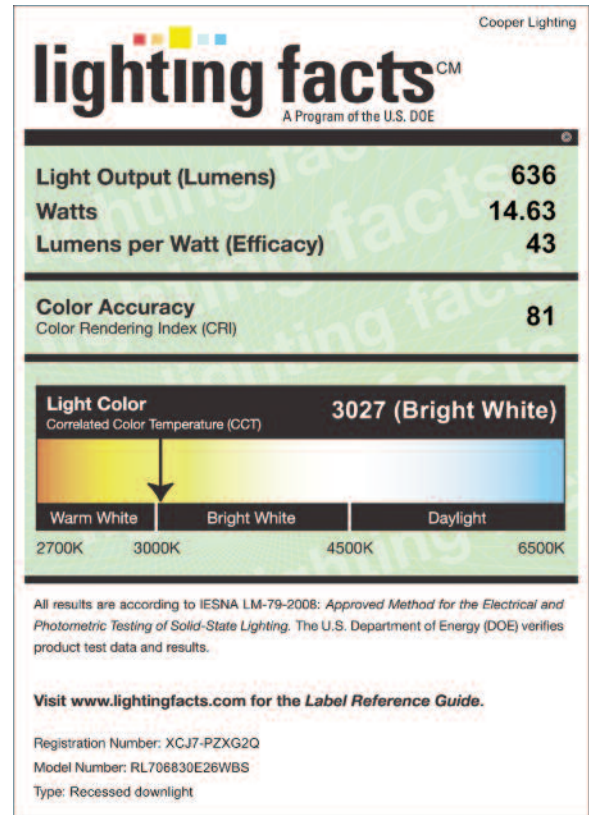 Cooper Lighting
lighting facts CM
A Program of the U.S. DOE
Light Output (Lumens) 636
Watts 14.63
Lumens per Watt (Efficacy) 43
Color Accuracy 81
Color Rendering Index (CRI)
Light Color 3027 (Bright White)
Correlated Color Temperature (CCT)
Warm White Bright White Daylight
2700K 3000K 4500K 6500K
All results are according to IESNA LM-79-2008: Approved Method for the Electrical and
Photometric Testing of Solid-State Lighting. The U.S. Department of Energy (DOE) verifies
product test data and results.
Visit www.lightingfacts.com for the Label Reference Guide.
Registration Number: XCJ7-PZXG2Q
Model Number: RL706830E26WBS
Type: Recessed downlight